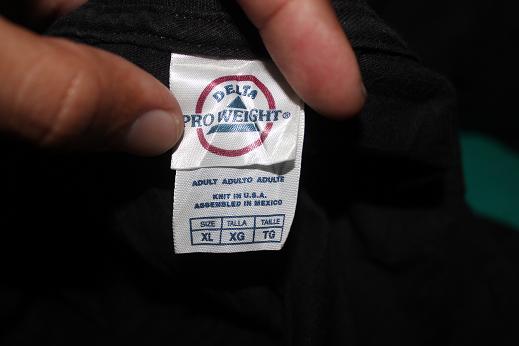 DELTA
PRO WEIGHT®
ADULT ADULTO ADULTE
KNIT IN U.S.A.
ASSEMBLED IN MEXICO
SIZE TALLA TAILLE
XL XG TG